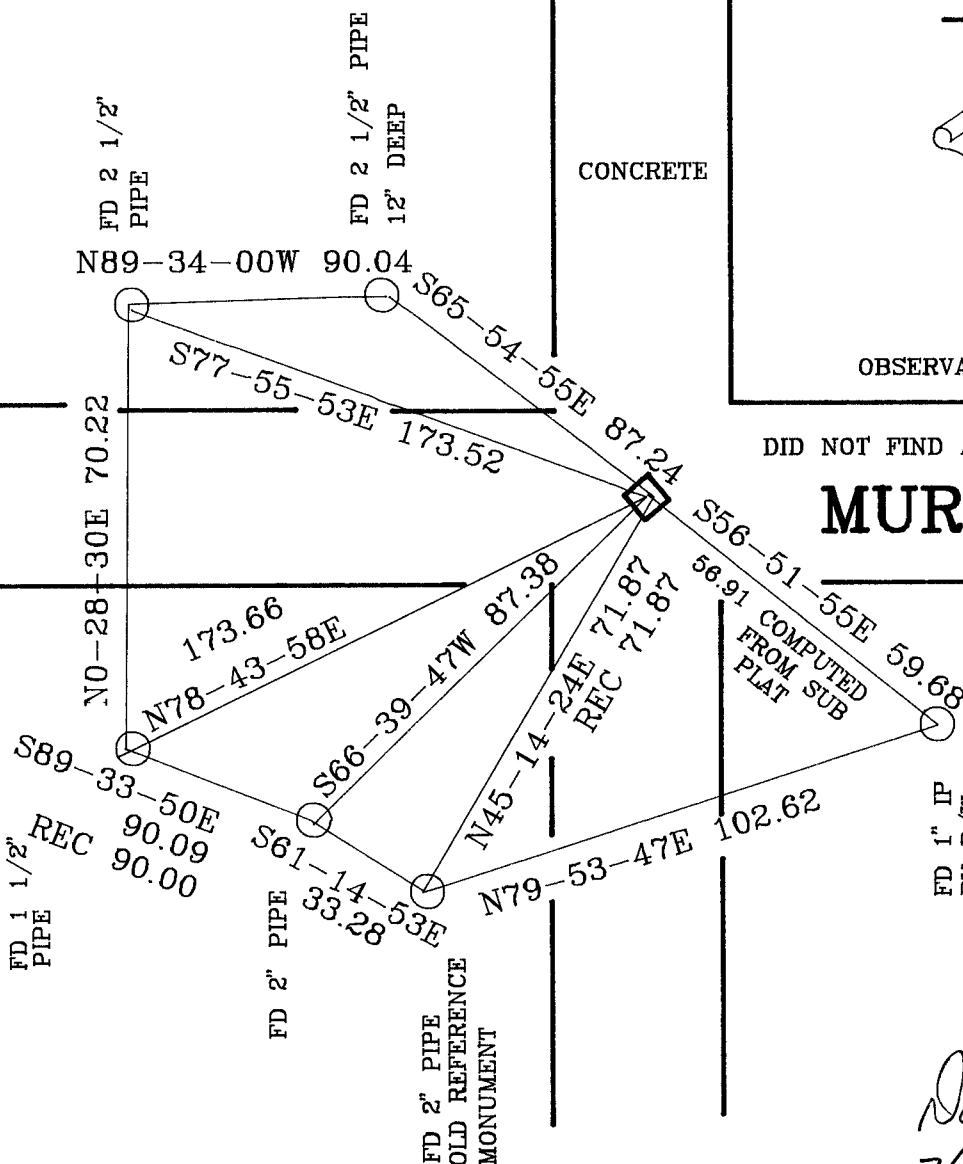 FD 2 1/2"
PIPE
FD 2 1/2" PIPE
12" DEEP
CONCRETE
N89-34-00W 90.04
S65-54-55E 87.24
S77-55-53E 173.52
OBSERVA
DID NOT FIND A
MUR
N0-28-30E 70.22
S56-51-55E 59.68
56.91 COMPUTED
FROM SUB
PLAT
173.66
N78-43-58E
S66-39-47W 87.38
N45-14-24E 71.87
REC 71.87
S89-33-50E
90.09
REC 90.00
FD 1 1/2"
PIPE
S61-14-53E
33.28
N79-53-47E 102.62
FD 1" IP
FD 2" PIPE
FD 2" PIPE
OLD REFERENCE
MONUMENT